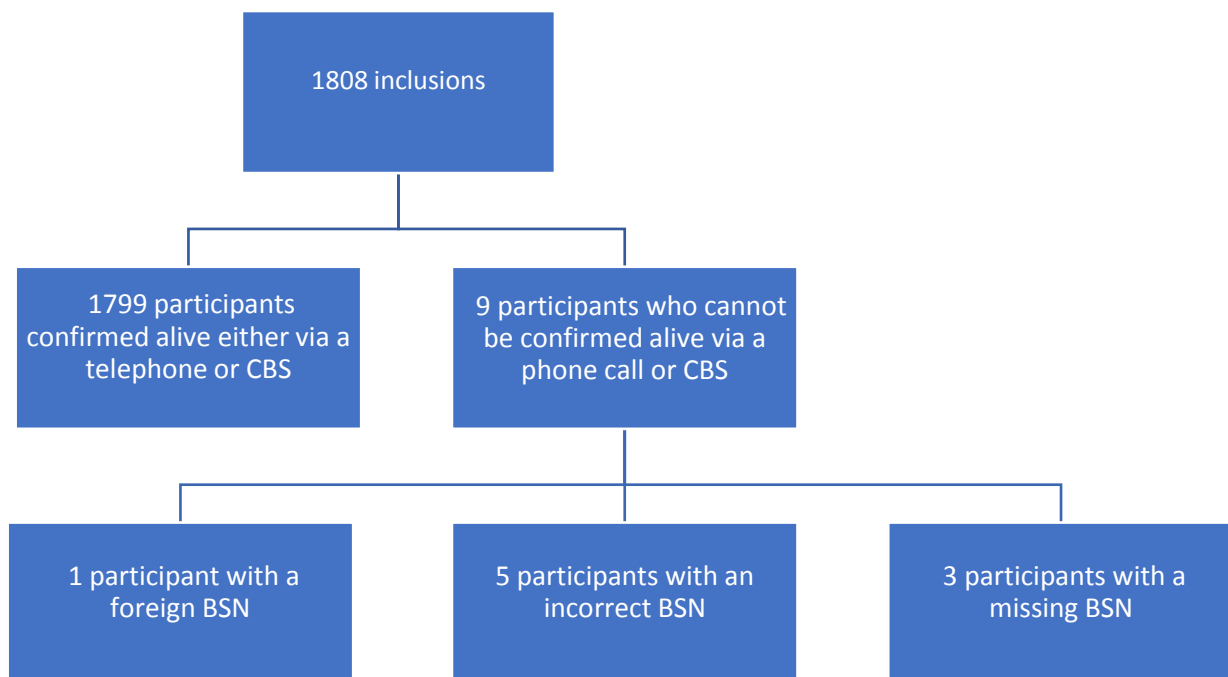 1808 inclusions
1799 participants
confirmed alive either via a
telephone or CBS
9 participants who cannot
be confirmed alive via a
phone call or CBS
1 participant with a
foreign BSN
5 participants with an
incorrect BSN
3 participants with a
missing BSN